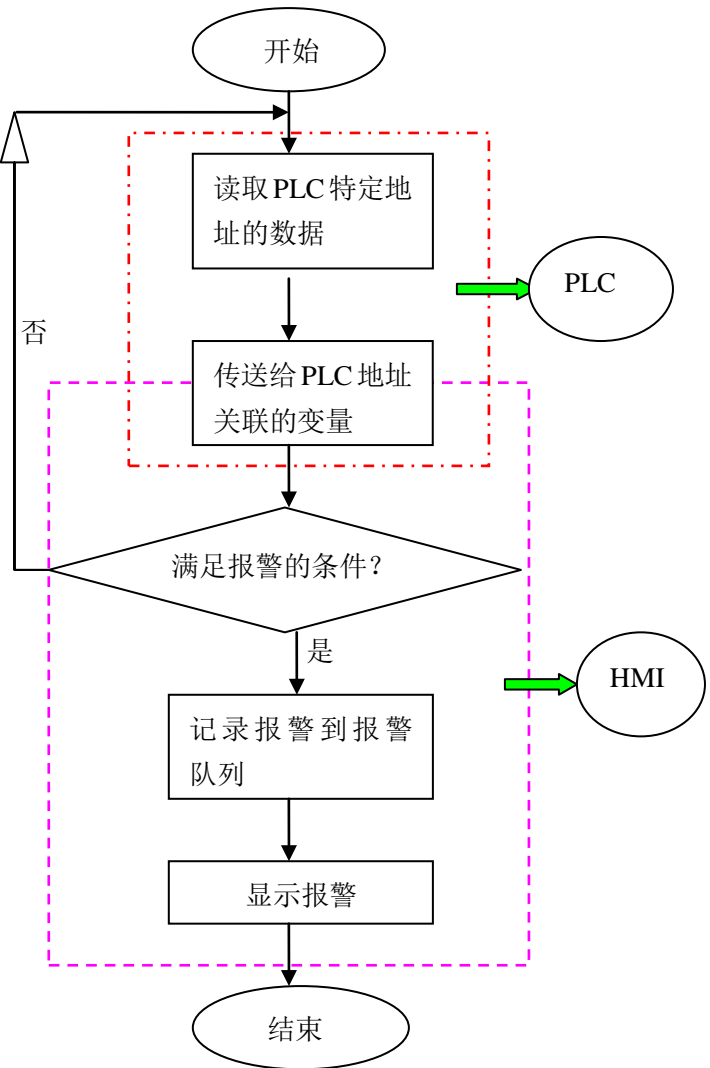 开始
读取PLC特定地
址的数据
PLC
否
传送给PLC地址
关联的变量
满足报警的条件?
是
HMI
记录报警到报警
队列
显示报警
结束